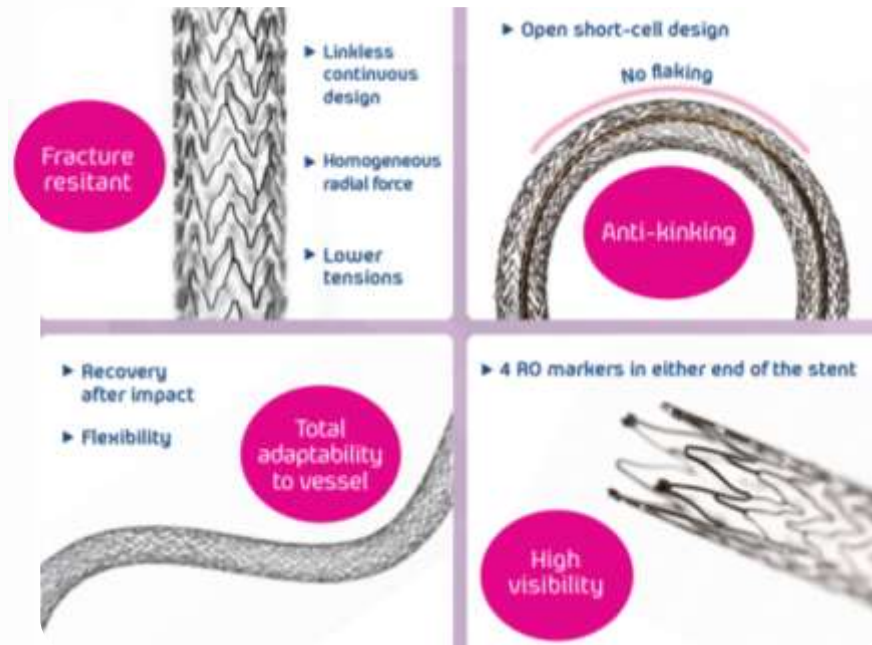 Fracture
resitant
▸ Linkless
continuous
design
▸ Homogeneous
radial force
▸ Lower
tensions
▸ Open short-cell design
No flaking
Anti-kinking
▸ Recovery
after impact
▸ Flexibility
Total
adaptability
to vessel
▸ 4 RO markers in either end of the stent
High
visibility